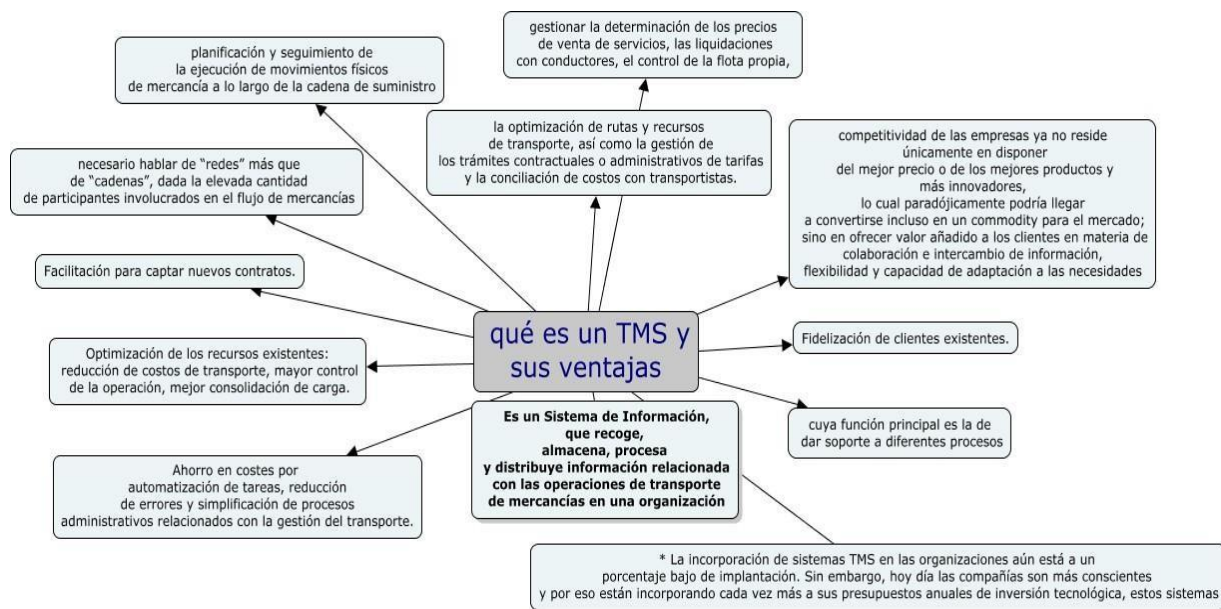 gestionar la determinación de los precios
de venta de servicios, las liquidaciones
con conductores, el control de la flota propia,
planificación y seguimiento de
la ejecución de movimientos físicos
de mercancía a lo largo de la cadena de suministro
la optimización de rutas y recursos
de transporte, así como la gestión de
los trámites contractuales o administrativos de tarifas
y la conciliación de costos con transportistas.
competitividad de las empresas ya no reside
únicamente en disponer
del mejor precio o de los mejores productos y
más innovadores,
lo cual paradójicamente podría llegar
a convertirse incluso en un commodity para el mercado;
sino en ofrecer valor añadido a los clientes en materia de
colaboración e intercambio de información,
flexibilidad y capacidad de adaptación a las necesidades
necesario hablar de “redes” más que
de “cadenas”, dada la elevada cantidad
de participantes involucrados en el flujo de mercancías
Facilitación para captar nuevos contratos.
qué es un TMS y
sus ventajas
Fidelización de clientes existentes.
Optimización de los recursos existentes:
reducción de costos de transporte, mayor control
de la operación, mejor consolidación de carga.
cuya función principal es la de
dar soporte a diferentes procesos
Es un Sistema de Información,
que recoge,
almacena, procesa
y distribuye información relacionada
con las operaciones de transporte
de mercancías en una organización
Ahorro en costes por
automatización de tareas, reducción
de errores y simplificación de procesos
administrativos relacionados con la gestión del transporte.
* La incorporación de sistemas TMS en las organizaciones aún está a un
porcentaje bajo de implantación. Sin embargo, hoy día las compañías son más conscientes
y por eso están incorporando cada vez más a sus presupuestos anuales de inversión tecnológica, estos sistemas